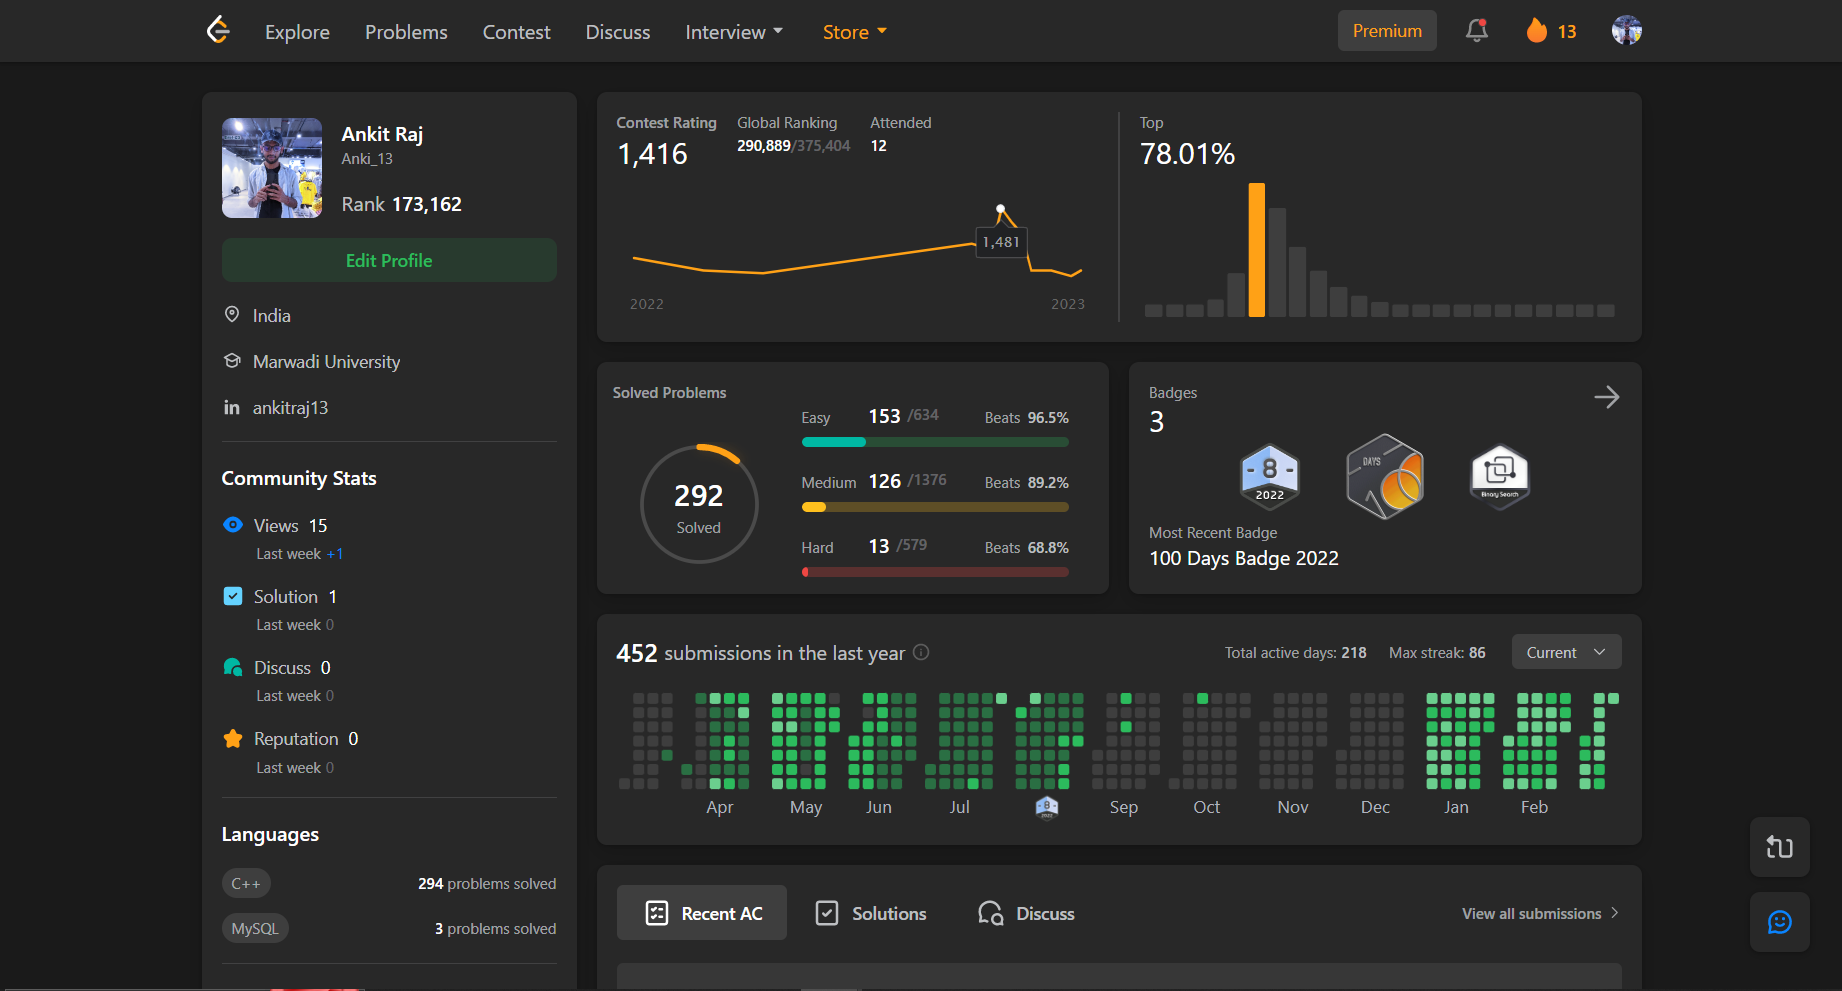 Explore Problems Contest Discuss Interview Store Premium 13
Ankit Raj
Anki_13
Rank 173,162
Edit Profile
India
Marwadi University
in ankitraj13
Community Stats
Views 15
Last week +1
Solution 1
Last week 0
Discuss 0
Last week 0
Reputation 0
Last week 0
Languages
C++ 294 problems solved
MySQL 3 problems solved
Contest Rating Global Ranking Attended
1,416 290,889/375,404 12
1,481
2022 2023
Top
78.01%
Solved Problems
292
Solved
Easy 153 /634 Beats 96.5%
Medium 126 /1376 Beats 89.2%
Hard 13 /579 Beats 68.8%
Badges
3
8
2022
DAYS
Binary Search
Most Recent Badge
100 Days Badge 2022
452 submissions in the last year Total active days: 218 Max streak: 86 Current
Apr May Jun Jul 8 Sep Oct Nov Dec Jan Feb
Recent AC Solutions Discuss View all submissions